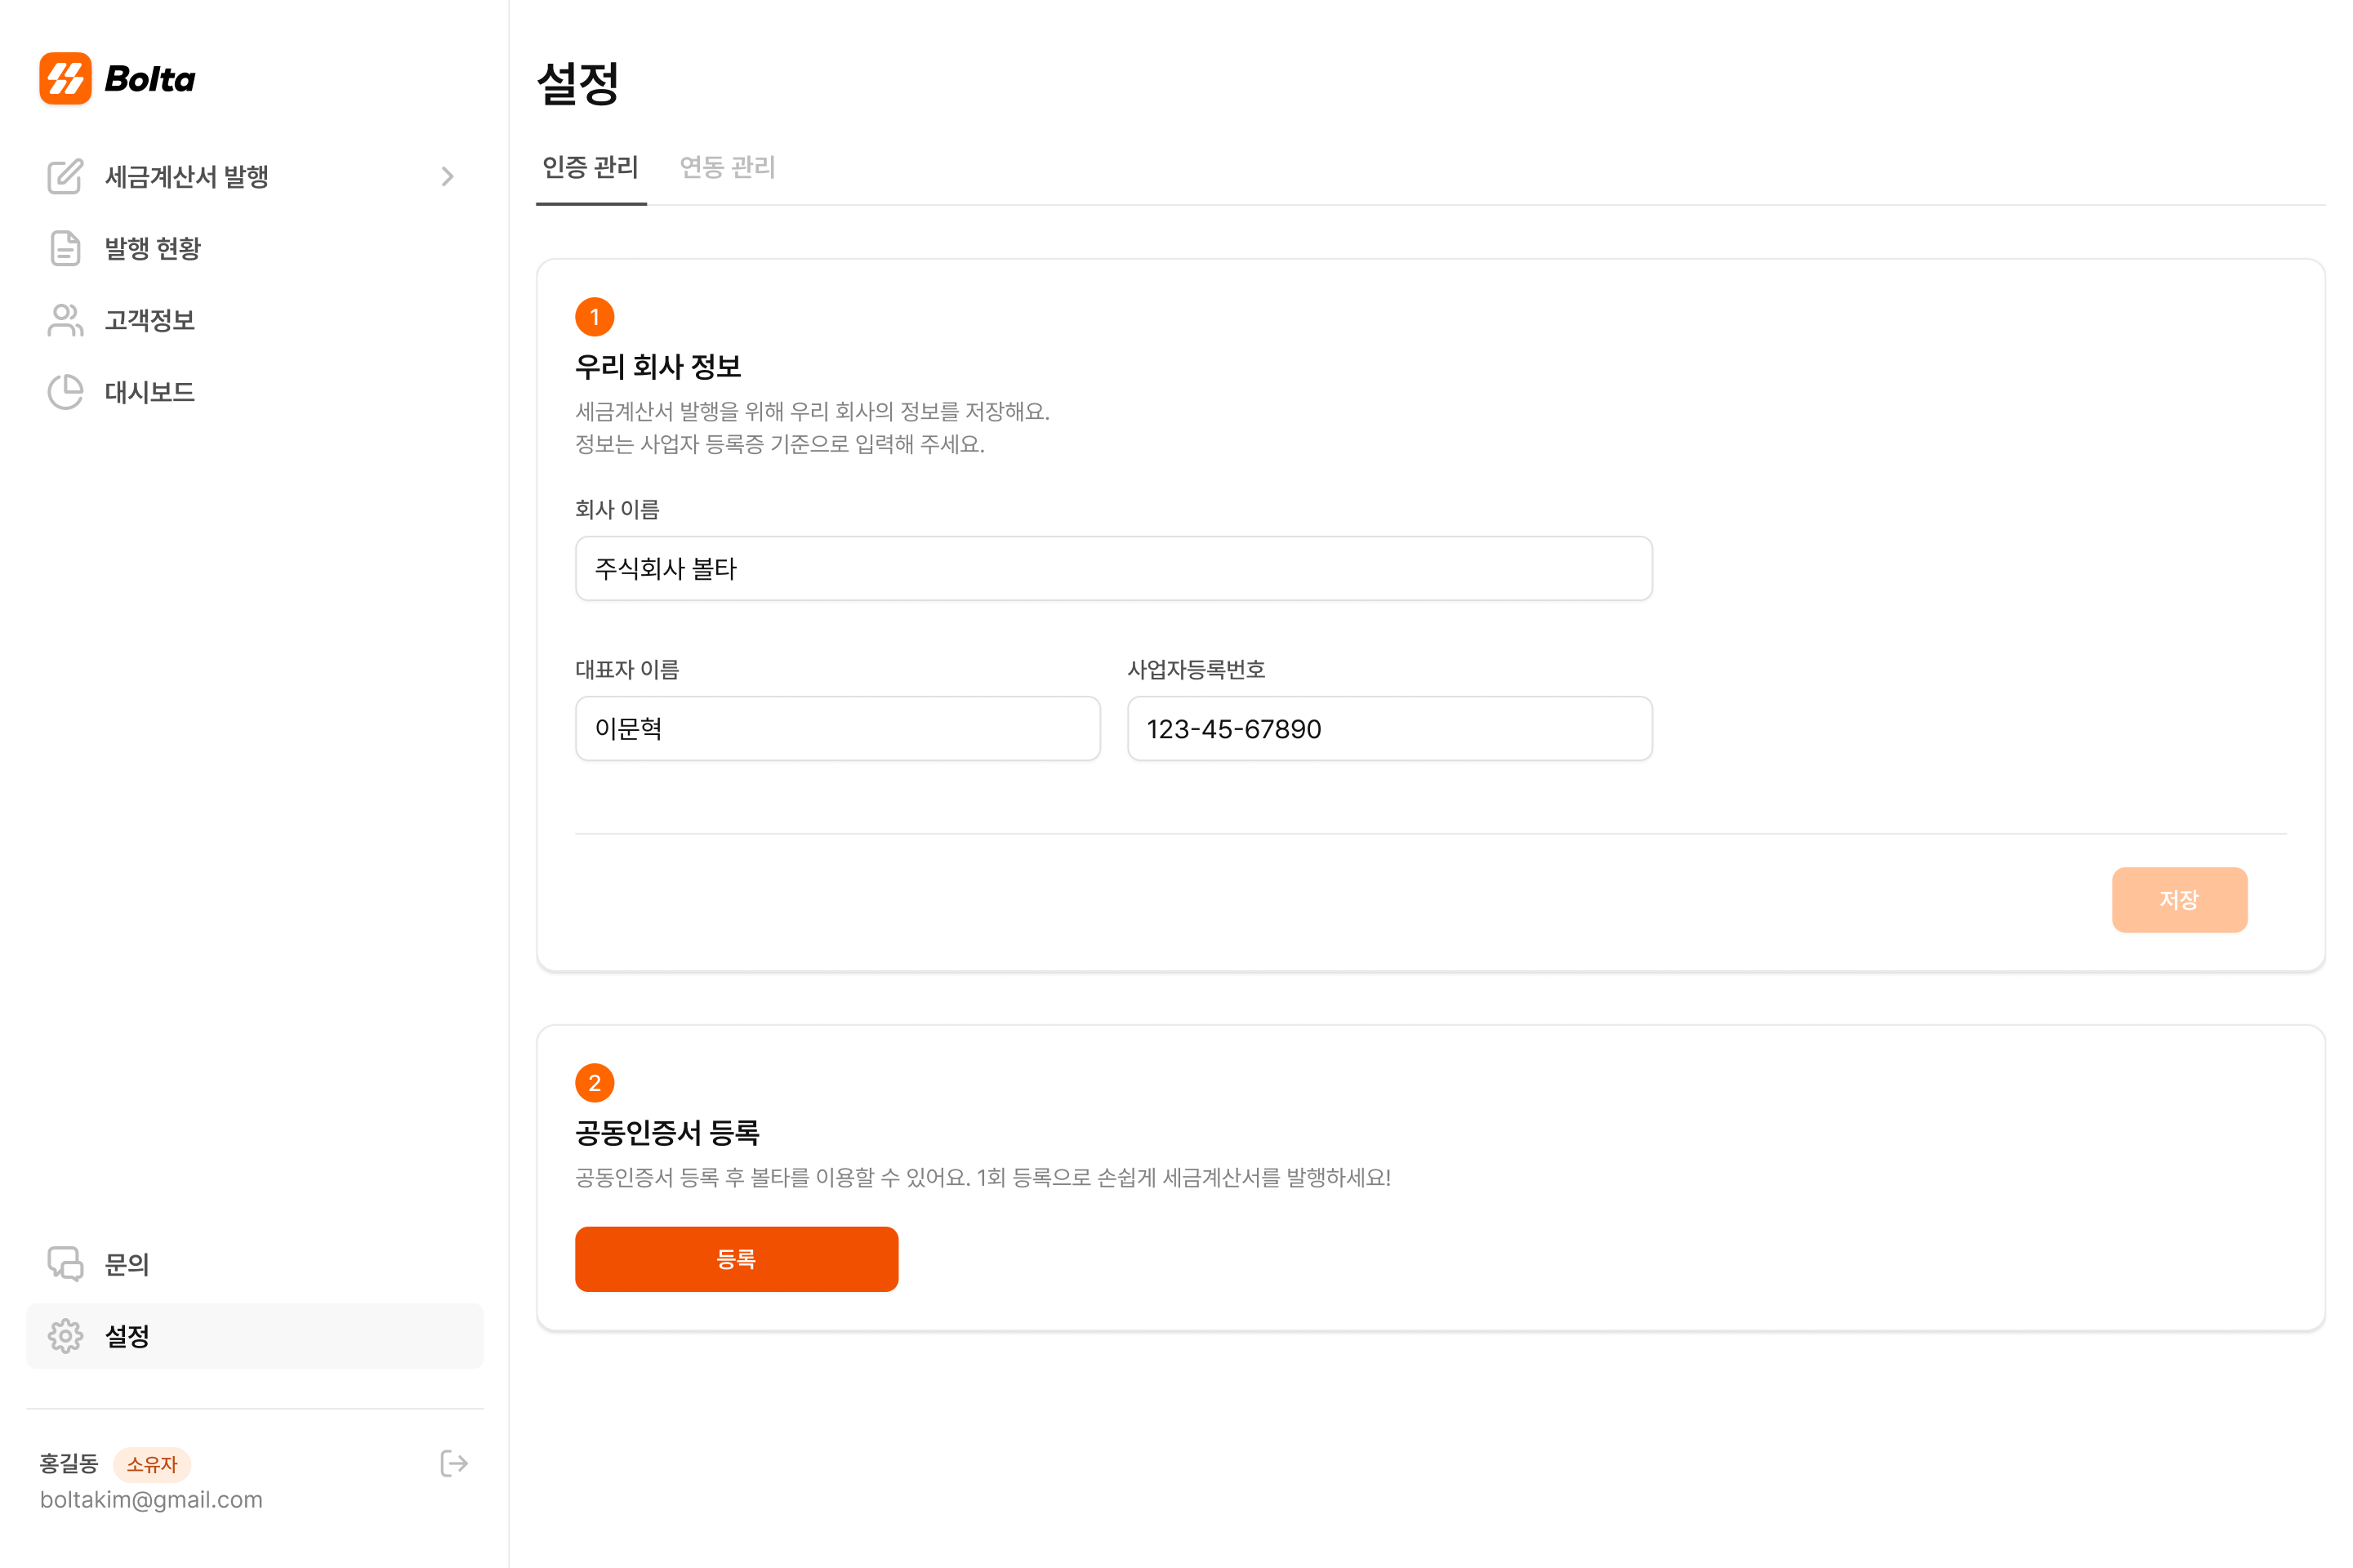 Bolta
세금계산서 발행
발행 현황
고객정보
대시보드
문의
설정
홍길동 소유자
boltakim@gmail.com
설정
인증 관리 연동 관리
1
우리 회사 정보
세금계산서 발행을 위해 우리 회사의 정보를 저장해요.
정보는 사업자 등록증 기준으로 입력해 주세요.
회사 이름
주식회사 볼타
대표자 이름 사업자등록번호
이문혁 123-45-67890
저장
2
공동인증서 등록
공동인증서 등록 후 볼타를 이용할 수 있어요. 1회 등록으로 손쉽게 세금계산서를 발행하세요!
등록